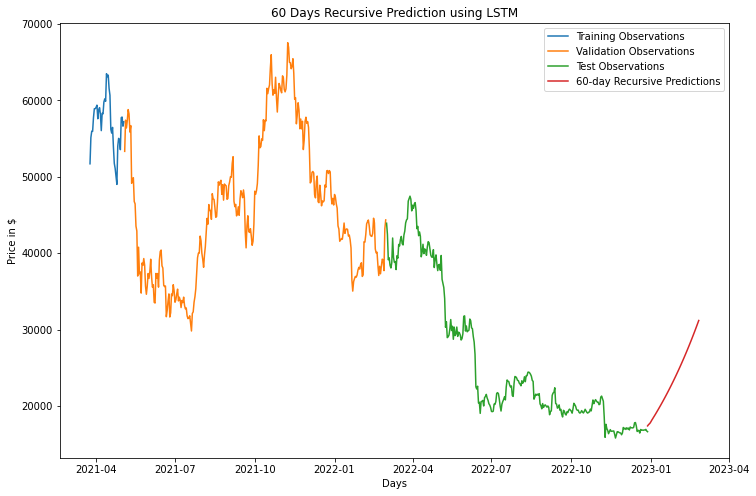 60 Days Recursive Prediction using LSTM
Training Observations
Validation Observations
Test Observations
60-day Recursive Predictions
Price in $
70000
60000
50000
40000
30000
20000
2021-04 2021-07 2021-10 2022-01 2022-04 2022-07 2022-10 2023-01 2023-04
Days